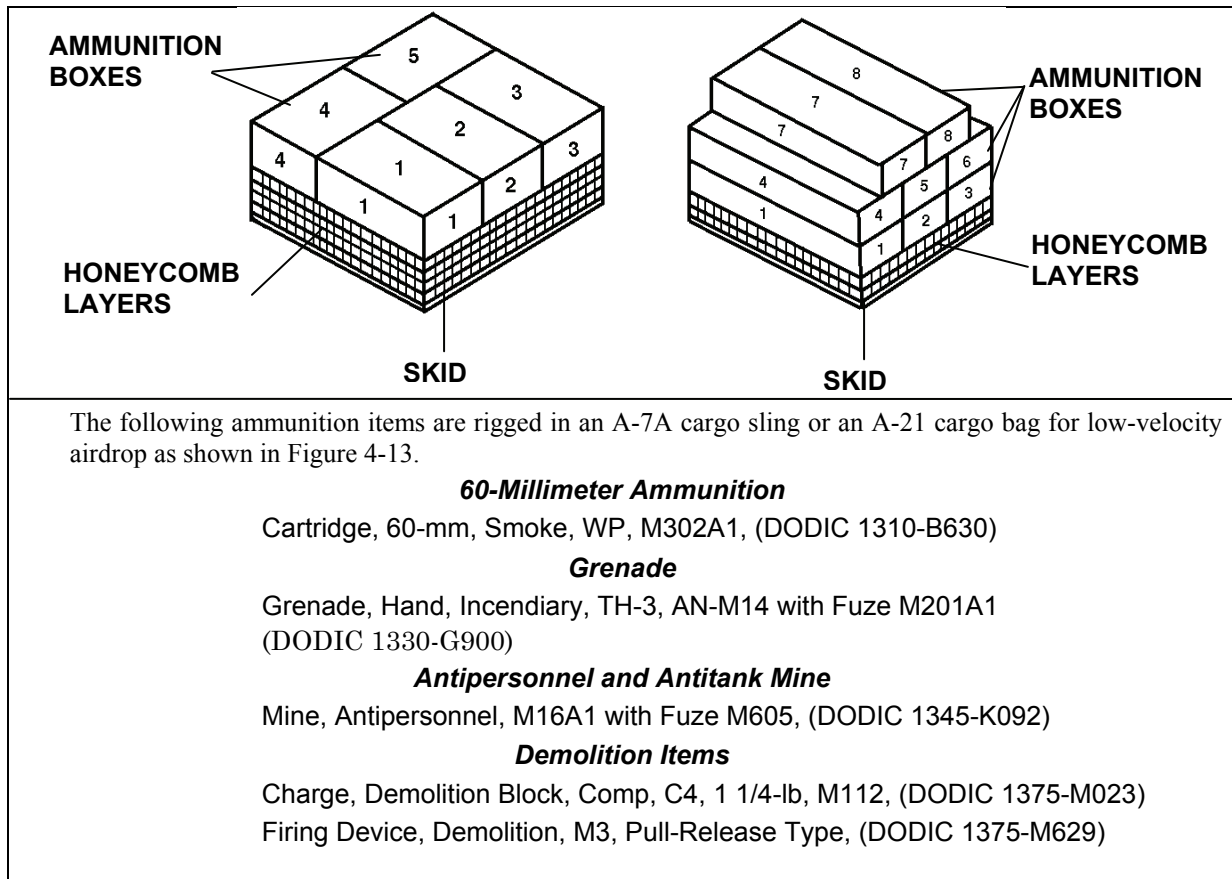 AMMUNITION
BOXES
5
4
3
2
1
4
1
1
2
3
HONEYCOMB
LAYERS
SKID
8
7
7
7
8
4
1
4
5
6
1
2
3
AMMUNITION
BOXES
HONEYCOMB
LAYERS
SKID
The following ammunition items are rigged in an A-7A cargo sling or an A-21 cargo bag for low-velocity
airdrop as shown in Figure 4-13.
60-Millimeter Ammunition
Cartridge, 60-mm, Smoke, WP, M302A1, (DODIC 1310-B630)
Grenade
Grenade, Hand, Incendiary, TH-3, AN-M14 with Fuze M201A1
(DODIC 1330-G900)
Antipersonnel and Antitank Mine
Mine, Antipersonnel, M16A1 with Fuze M605, (DODIC 1345-K092)
Demolition Items
Charge, Demolition Block, Comp, C4, 1 1/4-lb, M112, (DODIC 1375-M023)
Firing Device, Demolition, M3, Pull-Release Type, (DODIC 1375-M629)